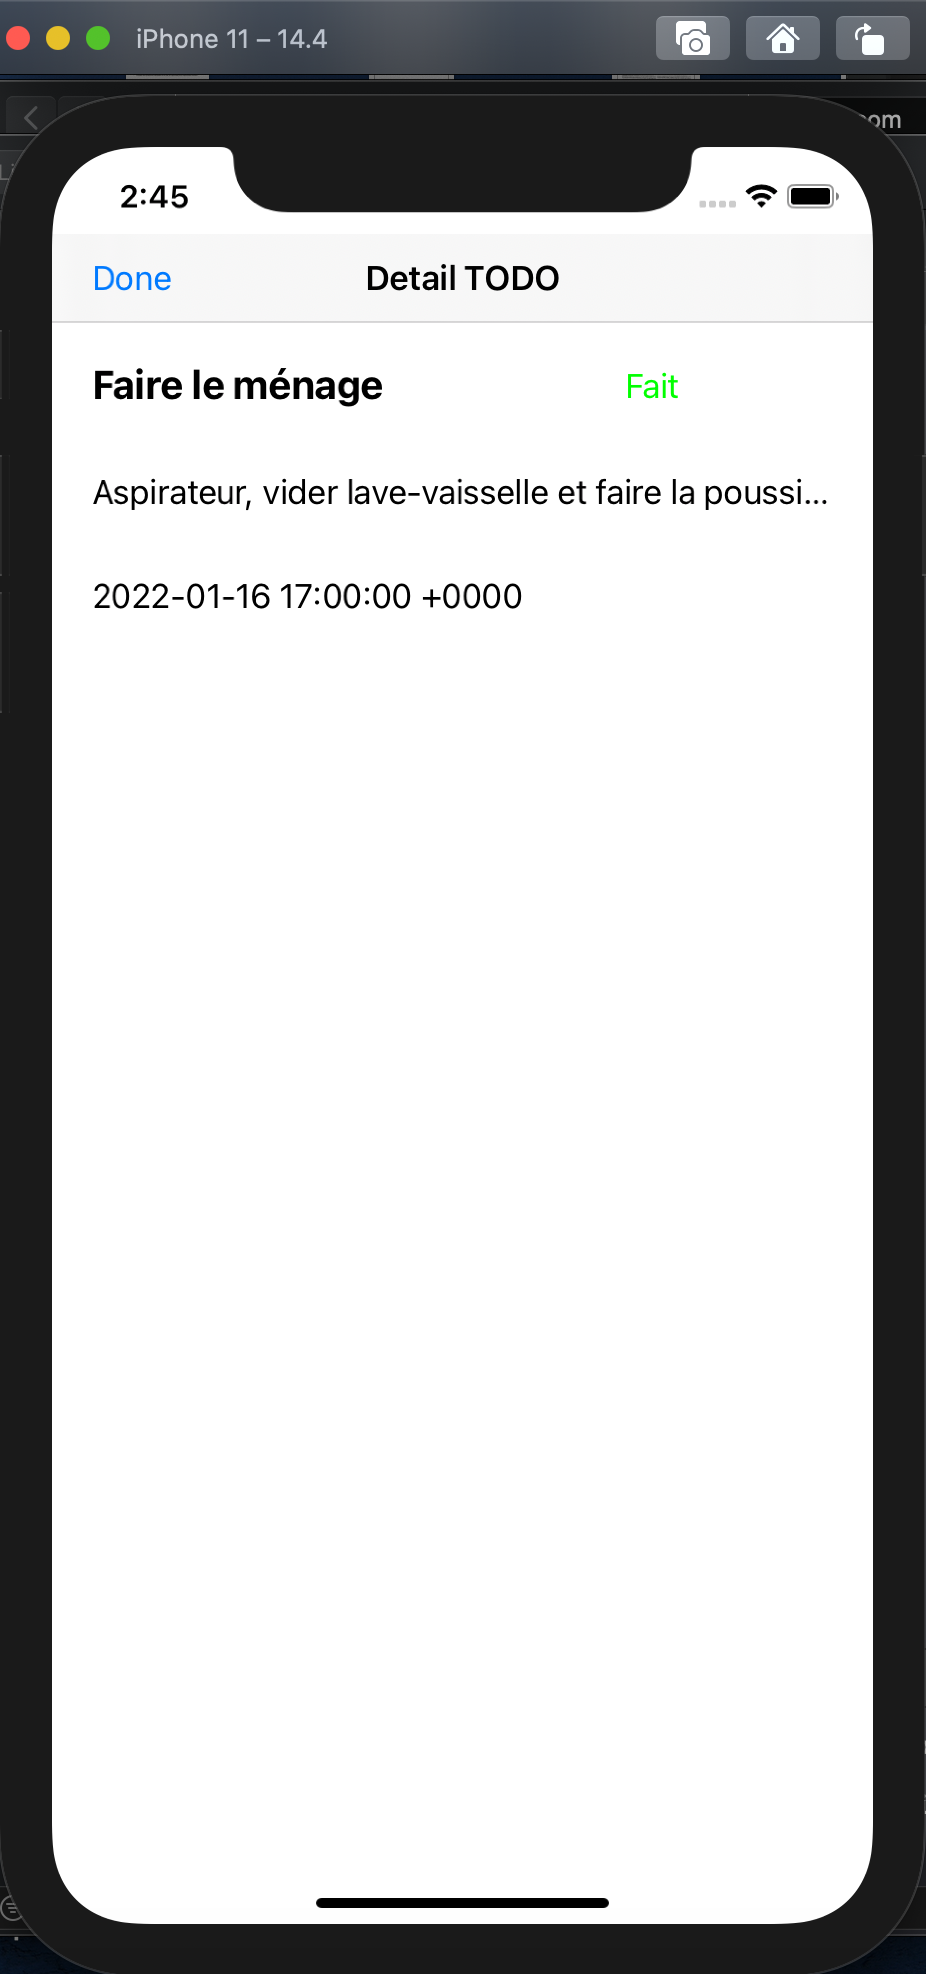 iPhone 11 – 14.4
2:45
Done
Detail TODO
Faire le ménage
Fait
Aspirateur, vider lave-vaisselle et faire la poussi...
2022-01-16 17:00:00 +0000